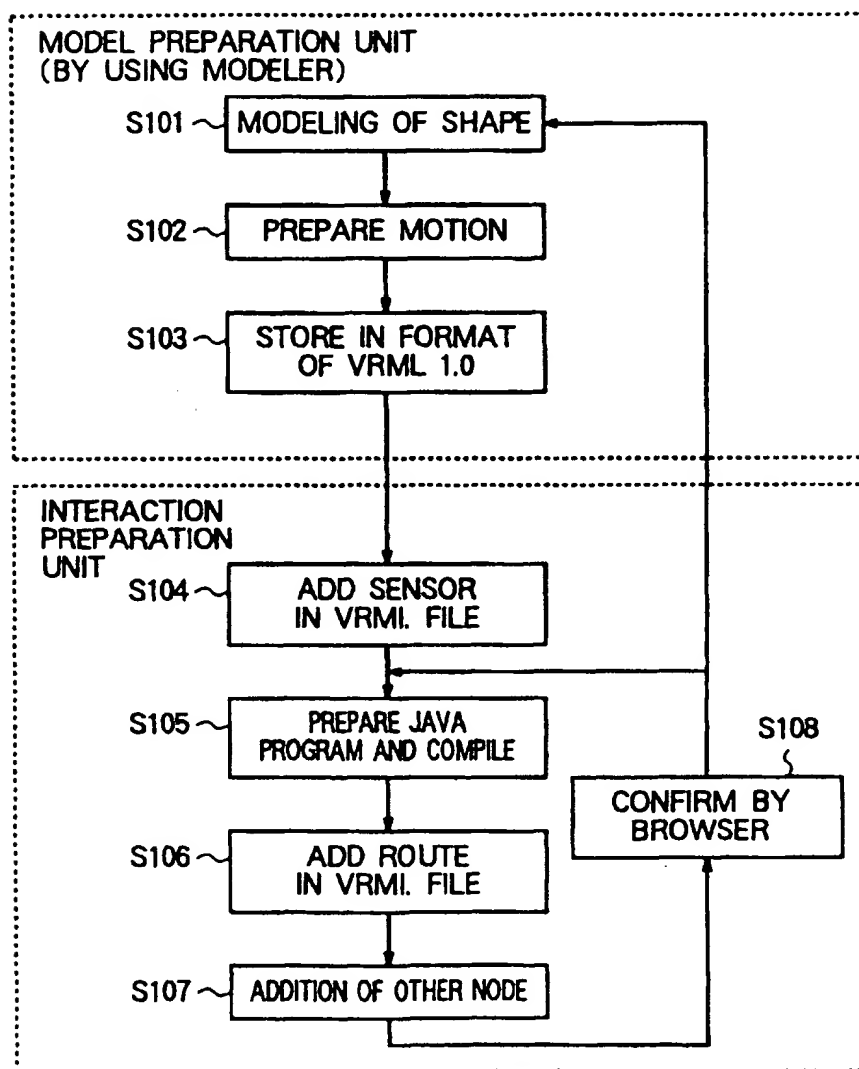 MODEL PREPARATION UNIT
(BY USING MODELER)
S101
MODELING OF SHAPE
S102
PREPARE MOTION
S103
STORE IN FORMAT
OF VRML 1.0
INTERACTION
PREPARATION
UNIT
S104
ADD SENSOR
IN VRMI. FILE
S105
PREPARE JAVA
PROGRAM AND COMPILE
S108
CONFIRM BY
BROWSER
S106
ADD ROUTE
IN VRMI. FILE
S107
ADDITION OF OTHER NODE